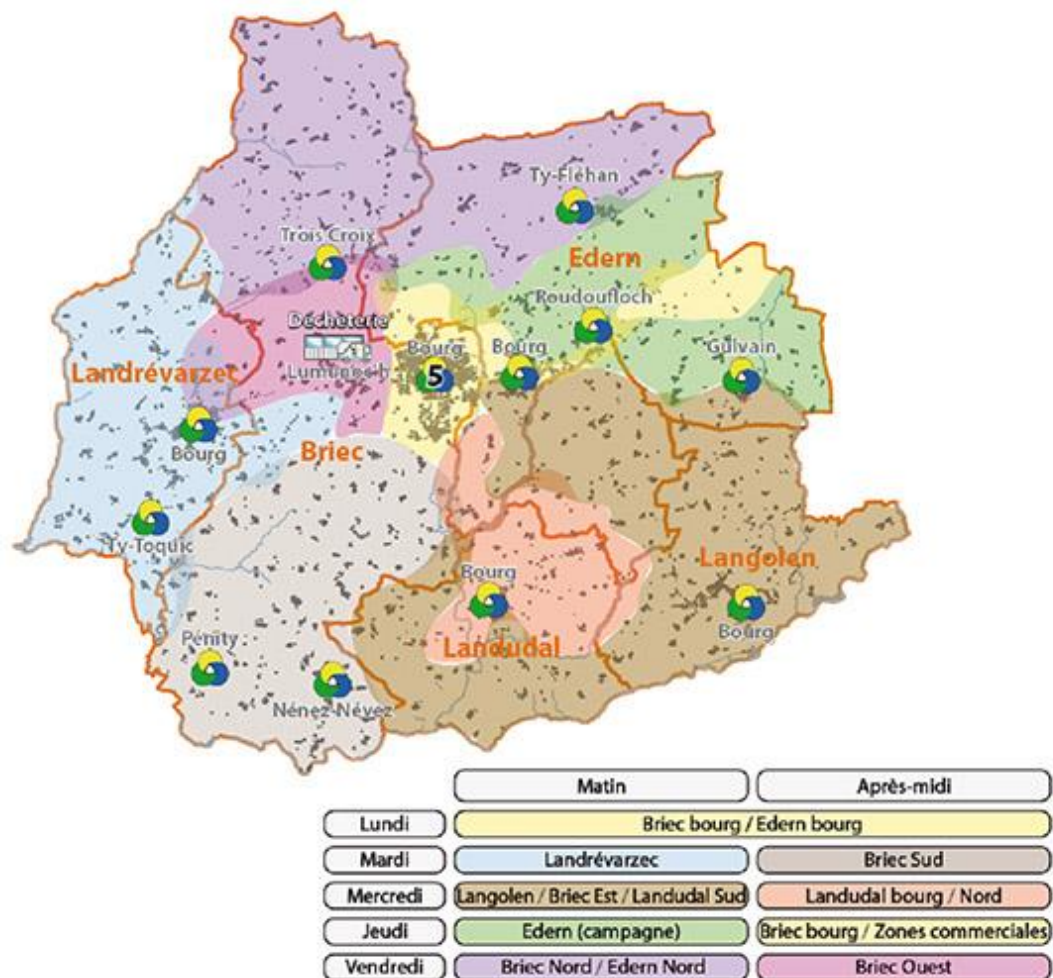 Ty-Fléhan
Trois Croix
Edern
Roudoufloch
Déchèterie
Bourg
Bourg
Gulvain
5
Landrévarzec
Bourg
Briec
Ty-Toquic
Langolen
Bourg
Bourg
Landudal
Pénity
Nénez-Névez
Matin Après-midi
Lundi Briec bourg / Edern bourg
Mardi Landrévarzec Briec Sud
Mercredi Langolen / Briec Est / Landudal Sud Landudal bourg / Nord
Jeudi Edern (campagne) Briec bourg / Zones commerciales
Vendredi Briec Nord / Edern Nord Briec Ouest